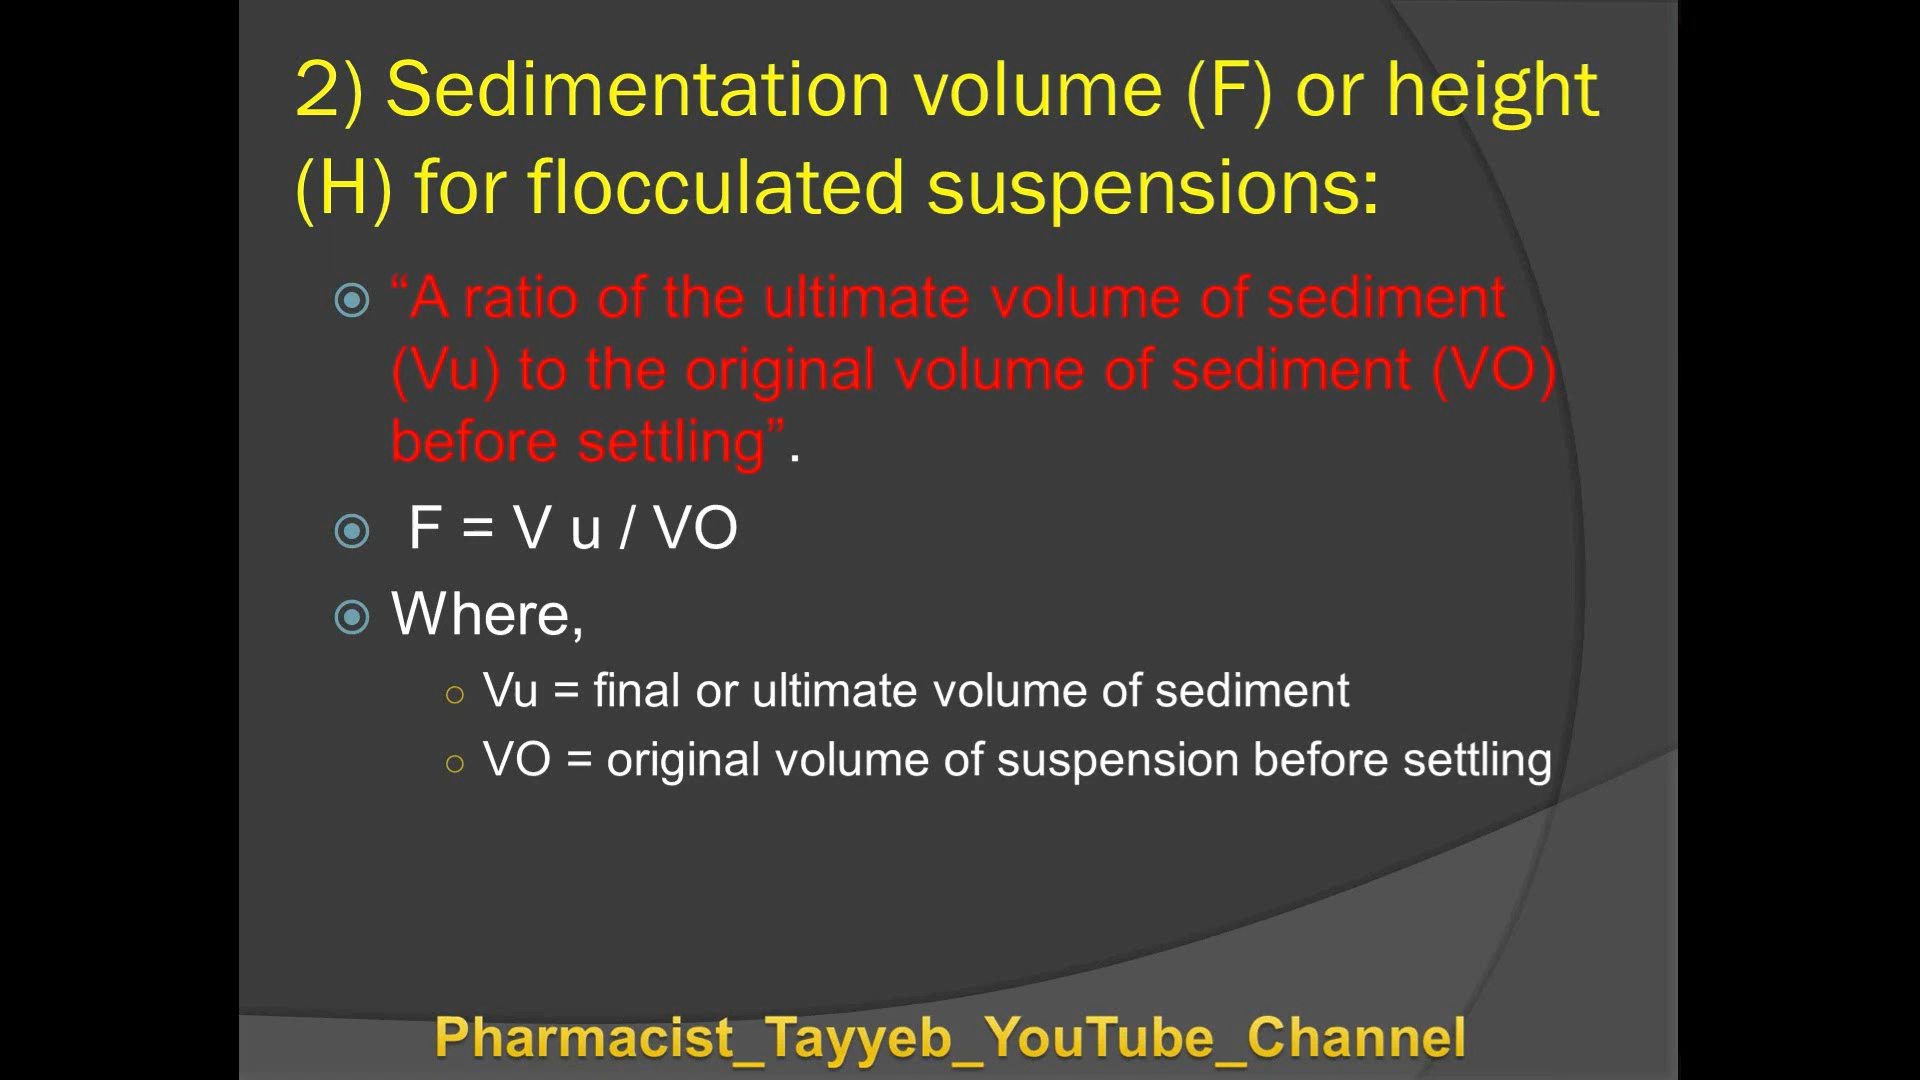 2) Sedimentation volume (F) or height
(H) for flocculated suspensions:
“A ratio of the ultimate volume of sediment
(Vu) to the original volume of sediment (VO)
before settling”.
F = V u / VO
Where,
Vu = final or ultimate volume of sediment
VO = original volume of suspension before settling
Pharmacist_Tayyeb_YouTube_Channel